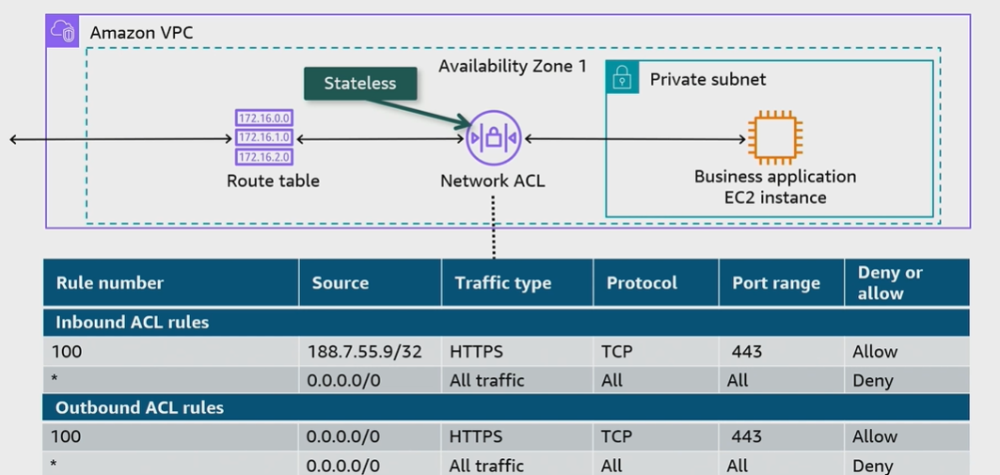 Amazon VPC
Availability Zone 1
Stateless
Private subnet
172.16.0.0
172.16.1.0
172.16.2.0
Route table
Network ACL
Business application
EC2 instance
Rule number Source Traffic type Protocol Port range Deny or
allow
Inbound ACL rules
100 188.7.55.9/32 HTTPS TCP 443 Allow
* 0.0.0.0/0 All traffic All All Deny
Outbound ACL rules
100 0.0.0.0/0 HTTPS TCP 443 Allow
* 0.0.0.0/0 All traffic All All Deny